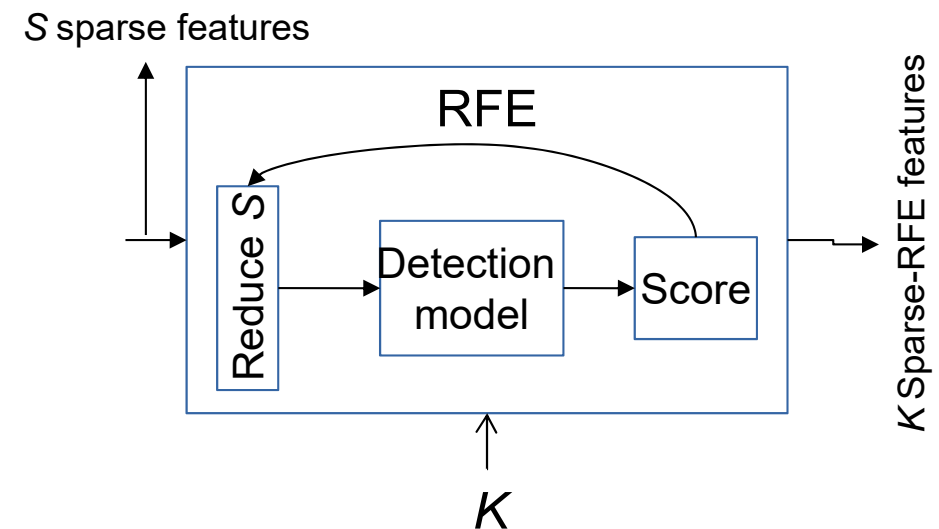 S sparse features
RFE
Reduce S
Detection
model
Score
K Sparse-RFE features
K